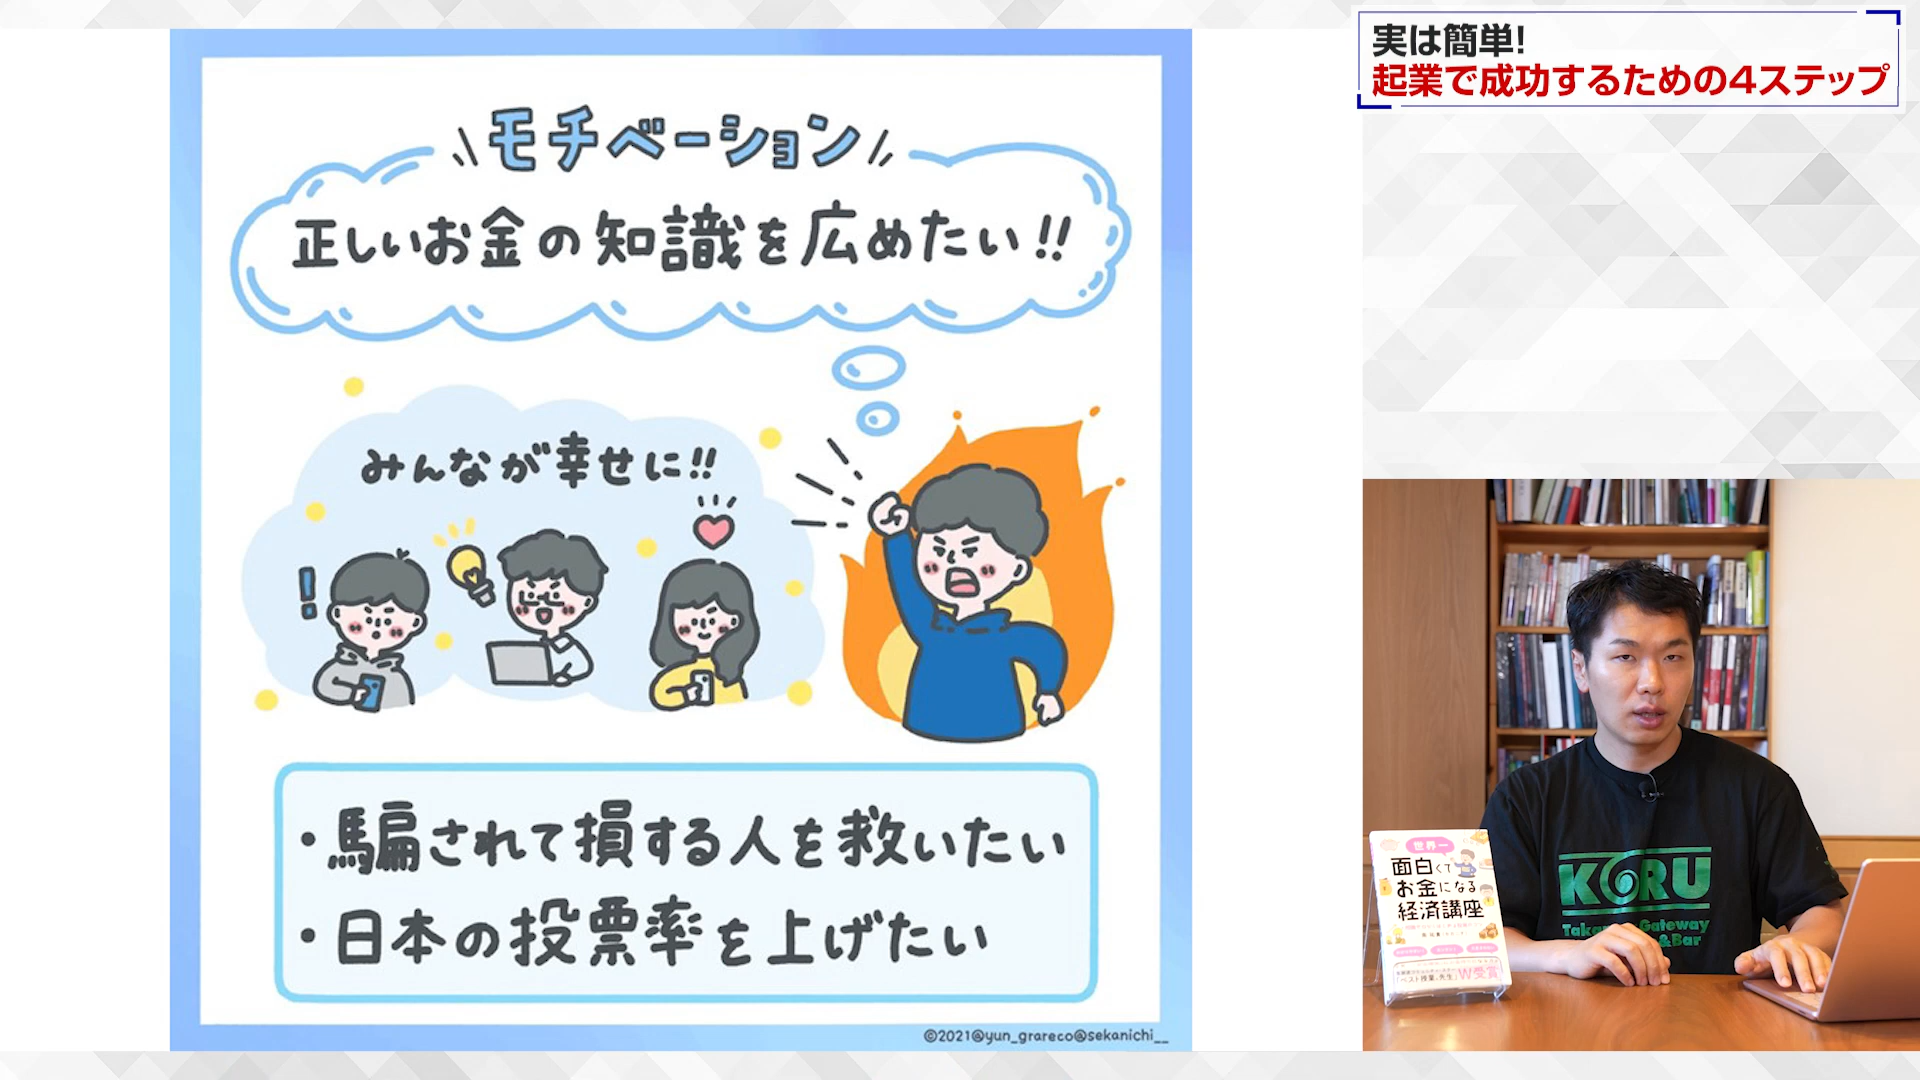 実は簡単!
起業で成功するための4ステップ
モチベーション
正しいお金の知識を広めたい!!
みんなが幸せに!!
!
・騙されて損する人を救いたい
・日本の投票率を上げたい
©2021@yun_grareco@sekanichi__
世界一
面白くて
お金になる
経済講座
W受賞
KORU
Takanawa Gateway
&Bar